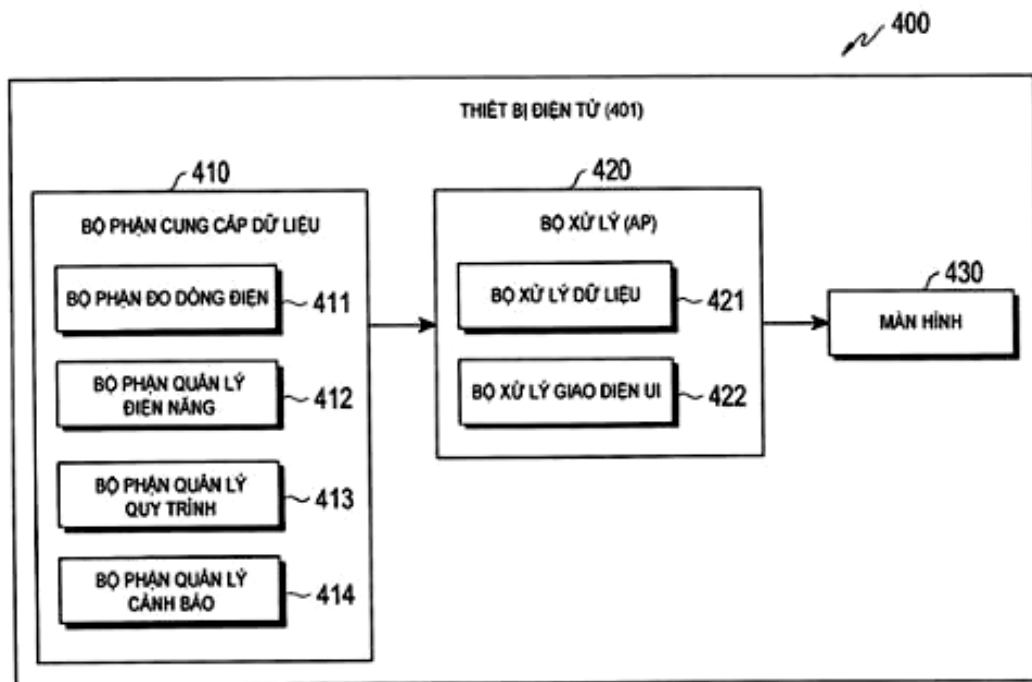 400
THIẾT BỊ ĐIỆN TỬ (401)
410
BỘ PHẬN CUNG CẤP DỮ LIỆU
BỘ PHẬN ĐO DÒNG ĐIỆN
411
BỘ PHẬN QUẢN LÝ
ĐIỆN NĂNG
412
BỘ PHẬN QUẢN LÝ
QUY TRÌNH
413
BỘ PHẬN QUẢN LÝ
CẢNH BÁO
414
420
BỘ XỬ LÝ (AP)
BỘ XỬ LÝ DỮ LIỆU
421
BỘ XỬ LÝ GIAO DIỆN UI
422
430
MÀN HÌNH